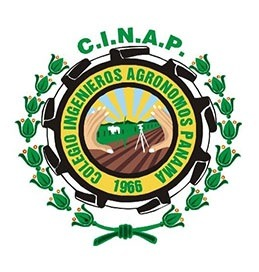 C.I.N.A.P.
COLEGIO INGENIEROS AGRONOMOS PANAMA
1966